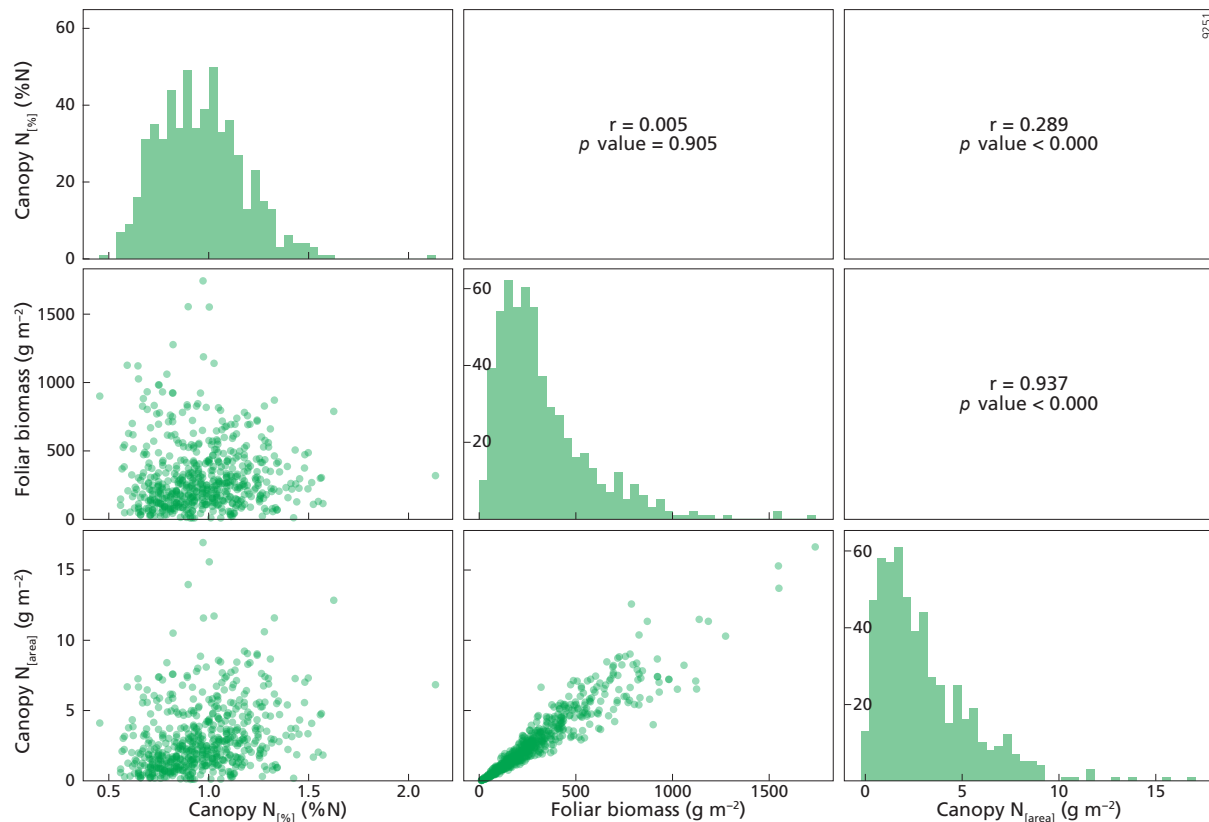 60
40
20
0
Canopy N[%] (%N)
r = 0.005
p value = 0.905
r = 0.289
p value < 0.000
9251
1500
1000
500
0
Foliar biomass (g m⁻²)
60
40
20
r = 0.937
p value < 0.000
15
10
5
0
Canopy N[area] (g m⁻²)
60
40
20
0.5 1.0 1.5 2.0
0 500 1000 1500
0 5 10 15
Canopy N[%] (%N)
Foliar biomass (g m⁻²)
Canopy N[area] (g m⁻²)